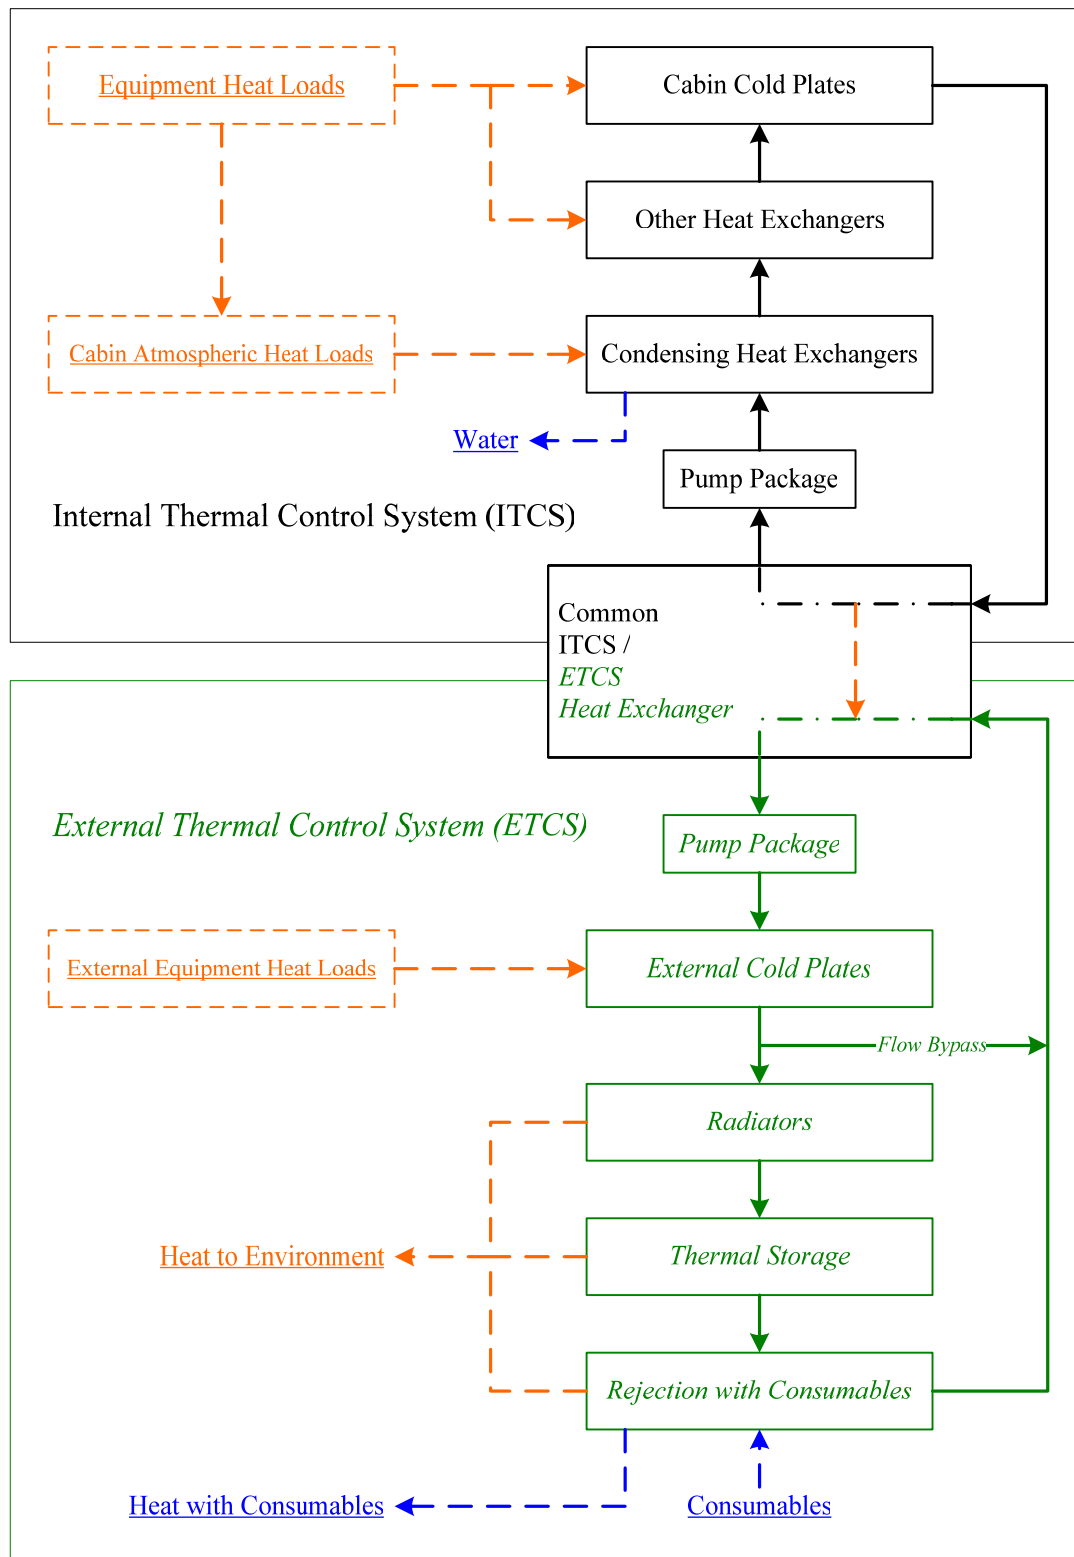 Equipment Heat Loads
Cabin Cold Plates
Other Heat Exchangers
Cabin Atmospheric Heat Loads
Condensing Heat Exchangers
Water
Pump Package
Internal Thermal Control System (ITCS)
Common
ITCS /
ETCS
Heat Exchanger
External Thermal Control System (ETCS)
Pump Package
External Equipment Heat Loads
External Cold Plates
Flow Bypass
Radiators
Heat to Environment
Thermal Storage
Rejection with Consumables
Heat with Consumables
Consumables